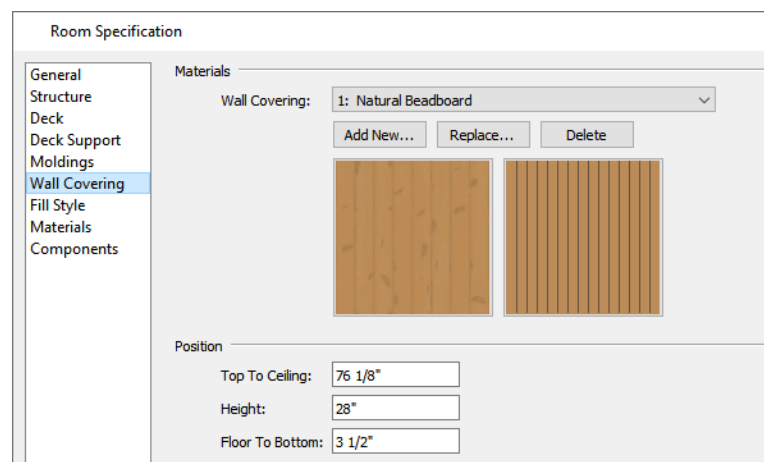 Room Specification
General
Structure
Deck
Deck Support
Moldings
Wall Covering
Fill Style
Materials
Components
Materials
Wall Covering: 1: Natural Beadboard
Add New... Replace... Delete
Position
Top To Ceiling: 76 1/8"
Height: 28"
Floor To Bottom: 3 1/2"